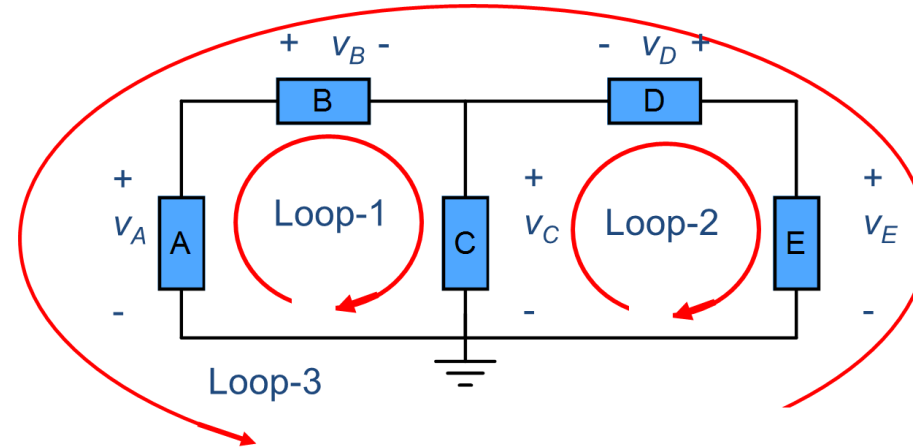 + vB -
- vD +
B
D
+
+
+
vA
A
Loop-1
C
vC
Loop-2
E
vE
-
-
-
Loop-3